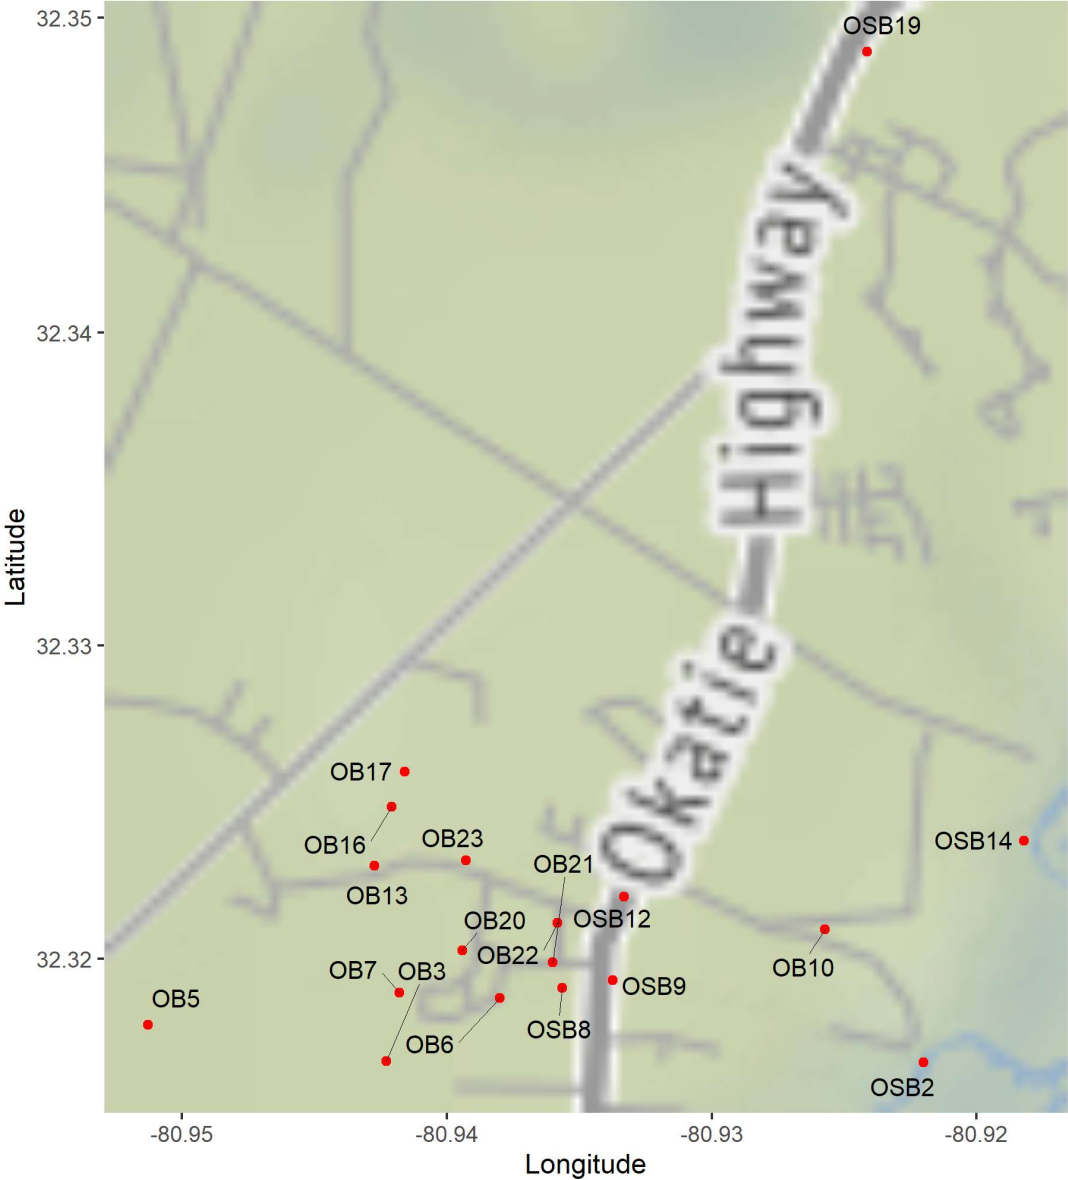 32.35
OSB19
32.34
Okatie Highway
Latitude
32.33
OB17
OB16
OB23
OSB14
OB21
OB13
OSB12
OB20
OB22
32.32
OB10
OB7
OB3
OSB9
OB5
OSB8
OB6
OSB2
-80.95
-80.94
-80.93
-80.92
Longitude